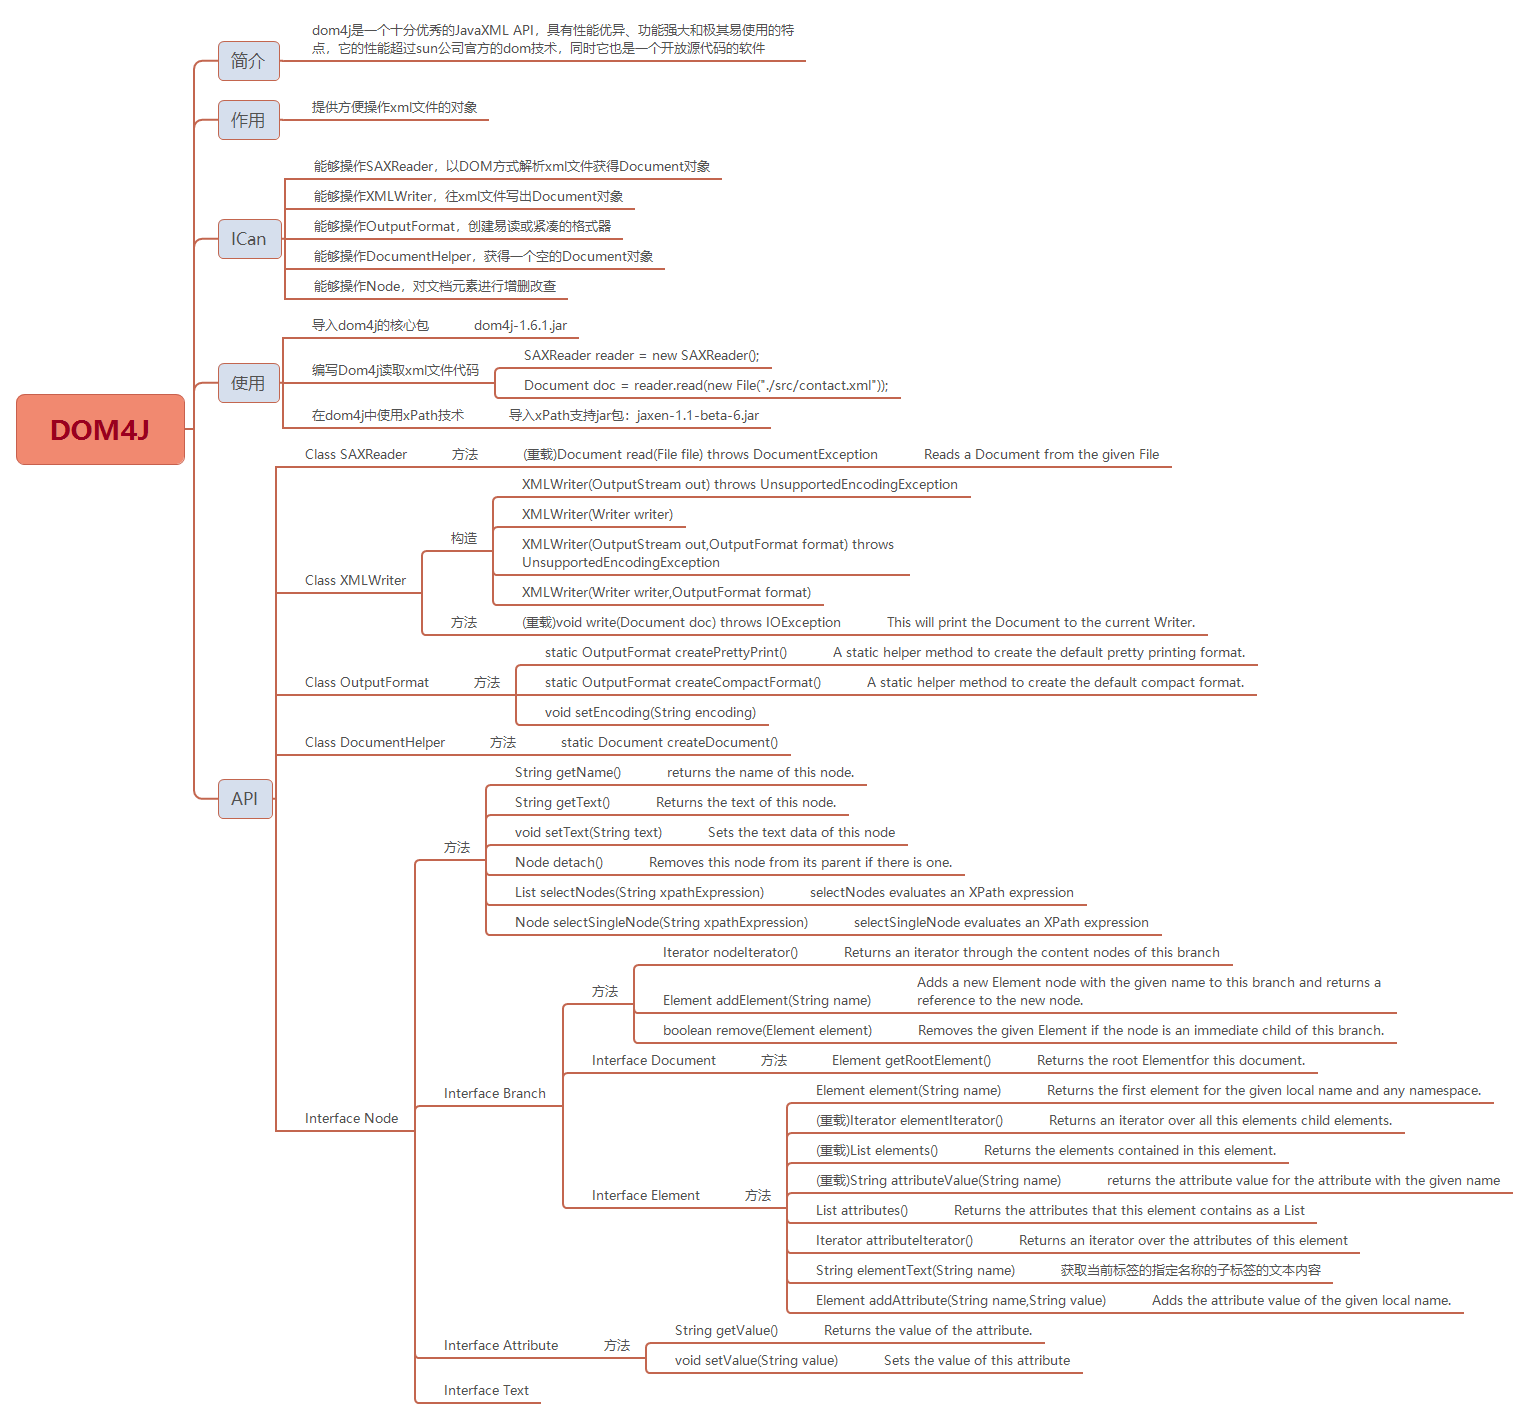 DOM4J
简介
dom4j是一个十分优秀的JavaXML API，具有性能优异、功能强大和极其易使用的特
点，它的性能超过sun公司官方的dom技术，同时它也是一个开放源代码的软件
作用
提供方便操作xml文件的对象
ICan
能够操作SAXReader，以DOM方式解析xml文件获得Document对象
能够操作XMLWriter，往xml文件写出Document对象
能够操作OutputFormat，创建易读或紧凑的格式器
能够操作DocumentHelper，获得一个空的Document对象
能够操作Node，对文档元素进行增删改查
使用
导入dom4j的核心包
dom4j-1.6.1.jar
编写Dom4j读取xml文件代码
SAXReader reader = new SAXReader();
Document doc = reader.read(new File("./src/contact.xml"));
在dom4j中使用xPath技术
导入xPath支持jar包：jaxen-1.1-beta-6.jar
API
Class SAXReader
方法
(重载)Document read(File file) throws DocumentException
Reads a Document from the given File
Class XMLWriter
构造
XMLWriter(OutputStream out) throws UnsupportedEncodingException
XMLWriter(Writer writer)
XMLWriter(OutputStream out,OutputFormat format) throws
UnsupportedEncodingException
XMLWriter(Writer writer,OutputFormat format)
方法
(重载)void write(Document doc) throws IOException
This will print the Document to the current Writer.
Class OutputFormat
方法
static OutputFormat createPrettyPrint()
A static helper method to create the default pretty printing format.
static OutputFormat createCompactFormat()
A static helper method to create the default compact format.
void setEncoding(String encoding)
Class DocumentHelper
方法
static Document createDocument()
Interface Node
方法
String getName()
returns the name of this node.
String getText()
Returns the text of this node.
void setText(String text)
Sets the text data of this node
Node detach()
Removes this node from its parent if there is one.
List selectNodes(String xpathExpression)
selectNodes evaluates an XPath expression
Node selectSingleNode(String xpathExpression)
selectSingleNode evaluates an XPath expression
Interface Branch
方法
Iterator nodeIterator()
Returns an iterator through the content nodes of this branch
Element addElement(String name)
Adds a new Element node with the given name to this branch and returns a
reference to the new node.
boolean remove(Element element)
Removes the given Element if the node is an immediate child of this branch.
Interface Document
方法
Element getRootElement()
Returns the root Elementfor this document.
Interface Element
方法
Element element(String name)
Returns the first element for the given local name and any namespace.
(重载)Iterator elementIterator()
Returns an iterator over all this elements child elements.
(重载)List elements()
Returns the elements contained in this element.
(重载)String attributeValue(String name)
returns the attribute value for the attribute with the given name
List attributes()
Returns the attributes that this element contains as a List
Iterator attributeIterator()
Returns an iterator over the attributes of this element
String elementText(String name)
获取当前标签的指定名称的子标签的文本内容
Element addAttribute(String name,String value)
Adds the attribute value of the given local name.
Interface Attribute
方法
String getValue()
Returns the value of the attribute.
void setValue(String value)
Sets the value of this attribute
Interface Text